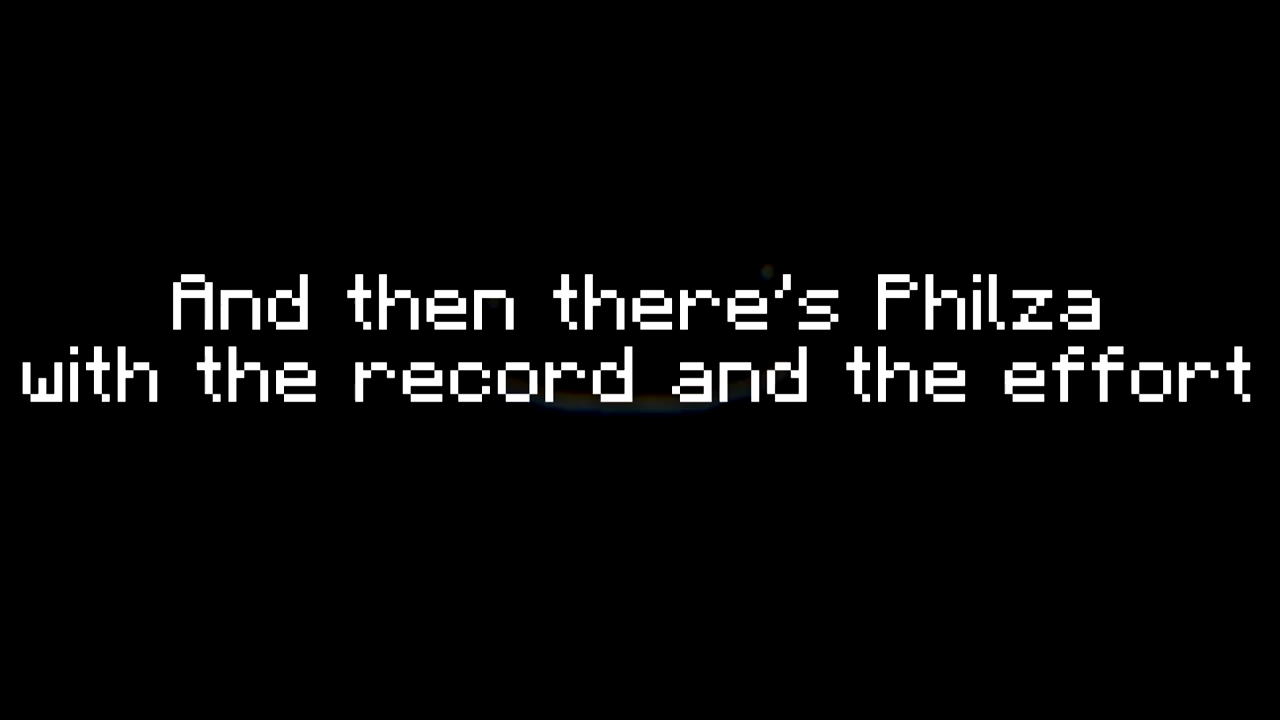 And then there's Philza
with the record and the effort